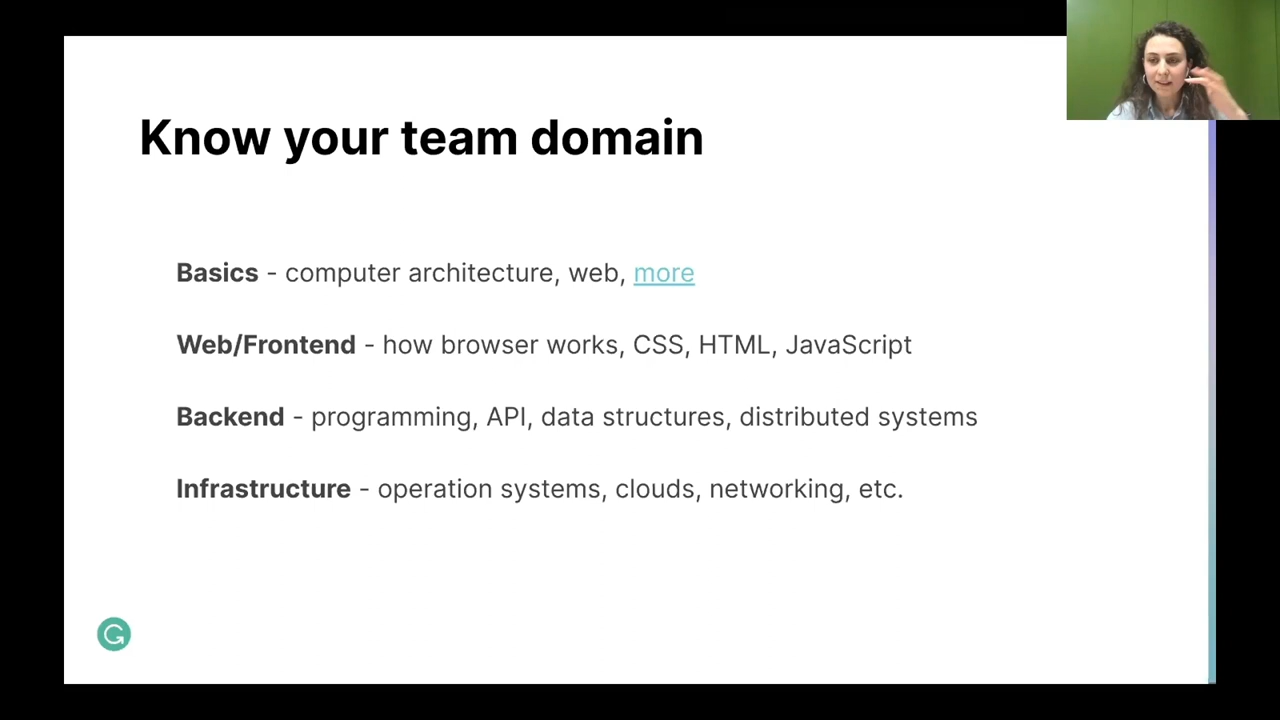 Know your team domain
Basics - computer architecture, web, more
Web/Frontend - how browser works, CSS, HTML, JavaScript
Backend - programming, API, data structures, distributed systems
Infrastructure - operation systems, clouds, networking, etc.